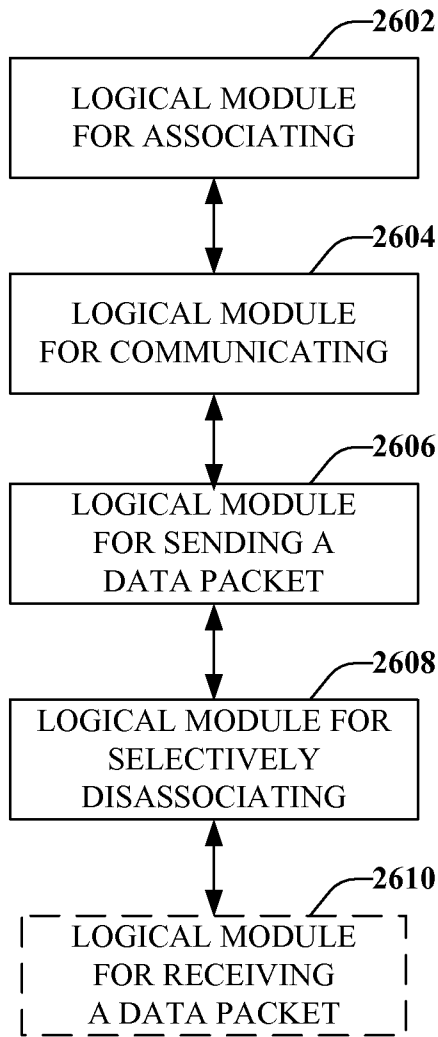 2602
LOGICAL MODULE
FOR ASSOCIATING
2604
LOGICAL MODULE
FOR COMMUNICATING
2606
LOGICAL MODULE
FOR SENDING A
DATA PACKET
2608
LOGICAL MODULE FOR
SELECTIVELY
DISASSOCIATING
2610
LOGICAL MODULE
FOR RECEIVING
A DATA PACKET